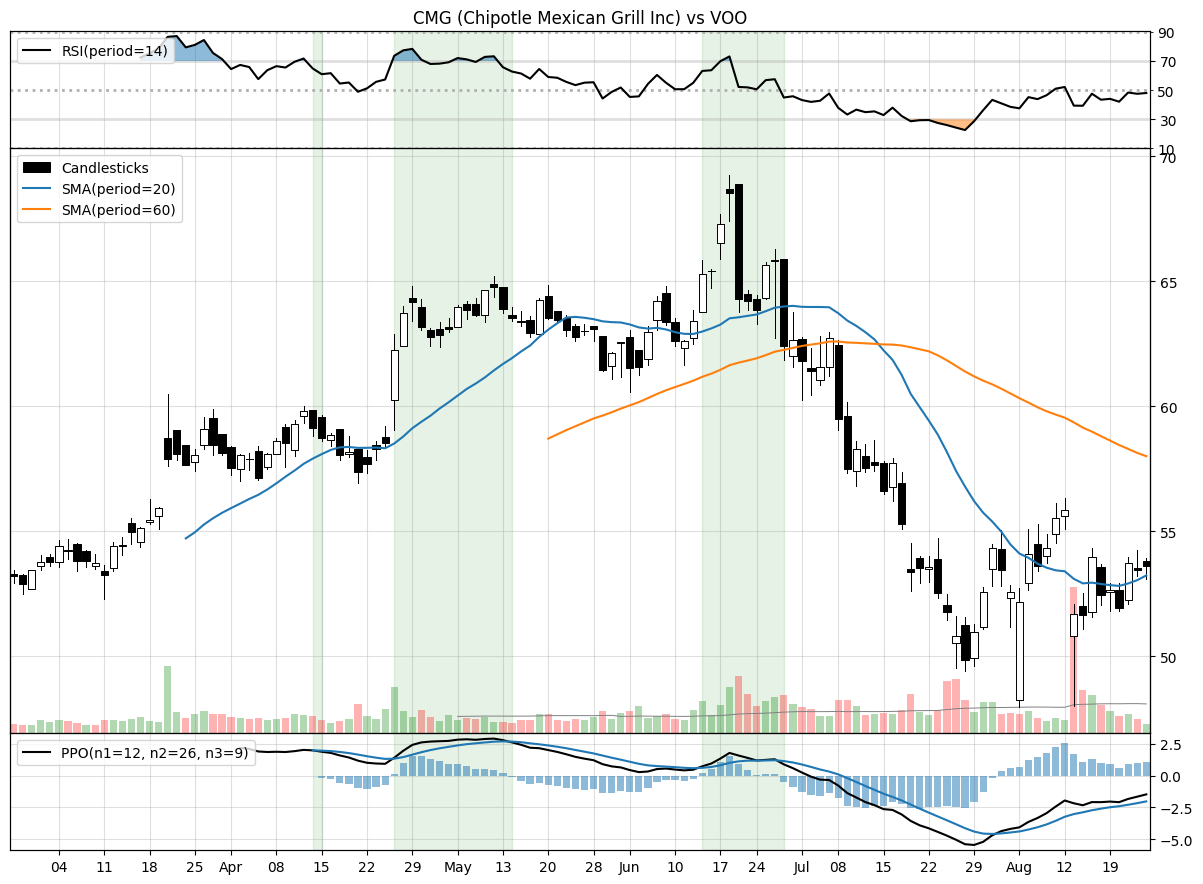 CMG (Chipotle Mexican Grill Inc) vs VOO
RSI(period=14)
90
70
50
30
10
Candlesticks
SMA(period=20)
SMA(period=60)
70
65
60
55
50
PPO(n1=12, n2=26, n3=9)
2.5
0.0
−2.5
−5.0
04 11 18 25 Apr 08 15 22 29 May 13 20 28 Jun 10 17 24 Jul 08 15 22 29 Aug 12 19